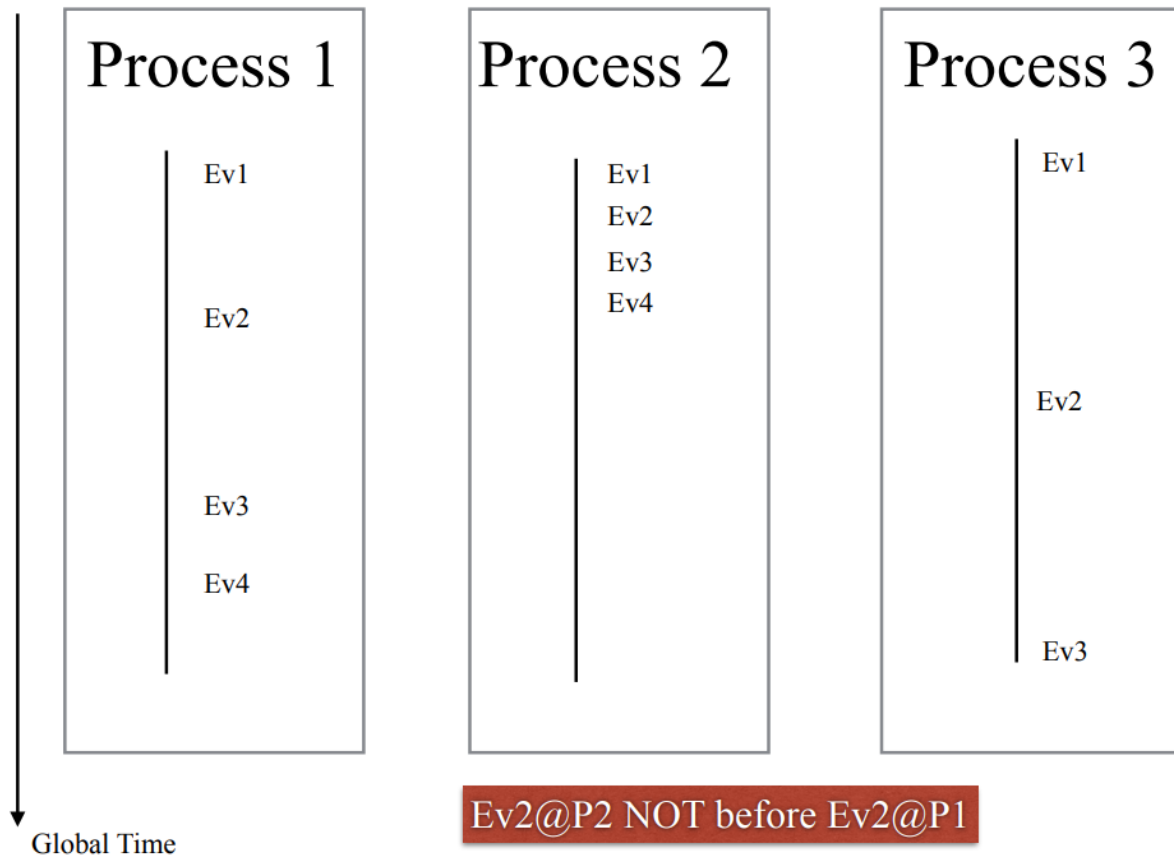 Process 1
Ev1
Ev2
Ev3
Ev4
Process 2
Ev1
Ev2
Ev3
Ev4
Process 3
Ev1
Ev2
Ev3
Ev2@P2 NOT before Ev2@P1
Global Time